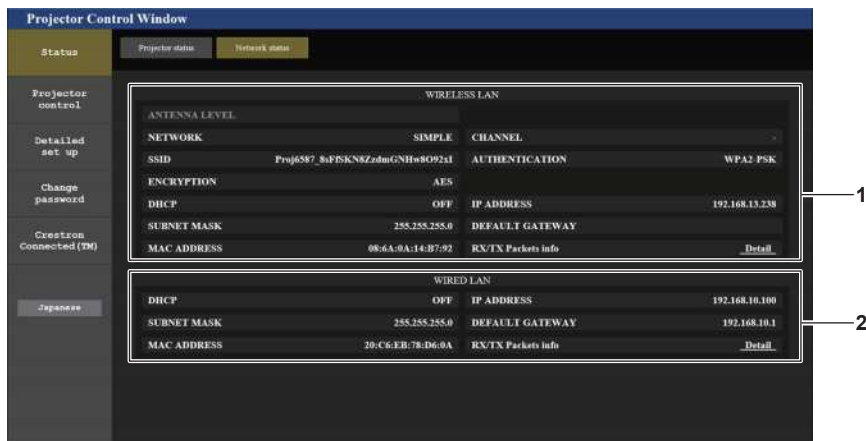 Projector Control Window
Status
Projector status
Network status
Projector control
Detailed set up
Change password
Crestron Connected(TM)
Japanese
WIRELESS LAN
ANTENNA LEVEL
NETWORK SIMPLE CHANNEL -
SSID Proj6587_8sFfSKN8ZzdmGNHw8O92xI AUTHENTICATION WPA2-PSK
ENCRYPTION AES
DHCP OFF IP ADDRESS 192.168.13.238
SUBNET MASK 255.255.255.0 DEFAULT GATEWAY
MAC ADDRESS 08:6A:0A:14:B7:92 RX/TX Packets info Detail
1
WIRED LAN
DHCP OFF IP ADDRESS 192.168.10.100
SUBNET MASK 255.255.255.0 DEFAULT GATEWAY 192.168.10.1
MAC ADDRESS 20:C6:EB:78:D6:0A RX/TX Packets info Detail
2